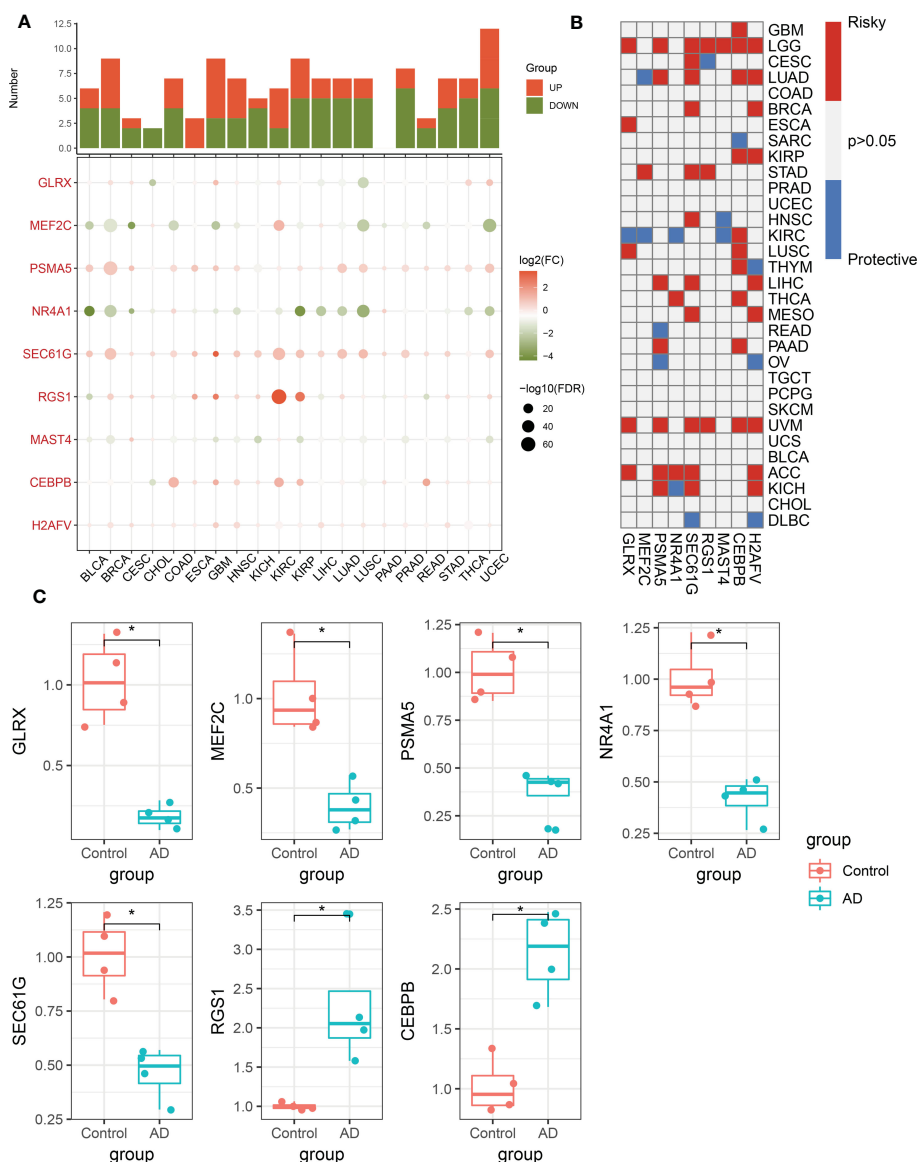 A
12.5
10.0
7.5
5.0
2.5
0.0
Number
Group
UP
DOWN
GLRX
MEF2C
PSMA5
NR4A1
SEC61G
RGS1
MAST4
CEBPB
H2AFV
BLCA
BRCA
CESC
CHOL
COAD
ESCA
GBM
HNSC
KICH
KIRC
KIRP
LIHC
LUAD
LUSC
PAAD
PRAD
READ
STAD
THCA
UCEC
log2(FC)
2
0
−2
−4
−log10(FDR)
20
40
60
B
GBM
LGG
CESC
LUAD
COAD
BRCA
ESCA
SARC
KIRP
STAD
PRAD
UCEC
HNSC
KIRC
LUSC
THYM
LIHC
THCA
MESO
READ
PAAD
OV
TGCT
PCPG
SKCM
UVM
UCS
BLCA
ACC
KICH
CHOL
DLBC
GLRX
MEF2C
PSMA5
NR4A1
SEC61G
RGS1
MAST4
CEBPB
H2AFV
Risky
p>0.05
Protective
C
GLRX
1.0
0.5
*
Control AD
group
MEF2C
1.0
0.5
*
Control AD
group
PSMA5
1.25
1.00
0.75
0.50
0.25
*
Control AD
group
NR4A1
1.25
1.00
0.75
0.50
0.25
*
Control AD
group
group
Control
AD
SEC61G
1.25
1.00
0.75
0.50
0.25
*
Control AD
group
RGS1
3.5
3.0
2.5
2.0
1.5
1.0
*
Control AD
group
CEBPB
2.5
2.0
1.5
1.0
*
Control AD
group